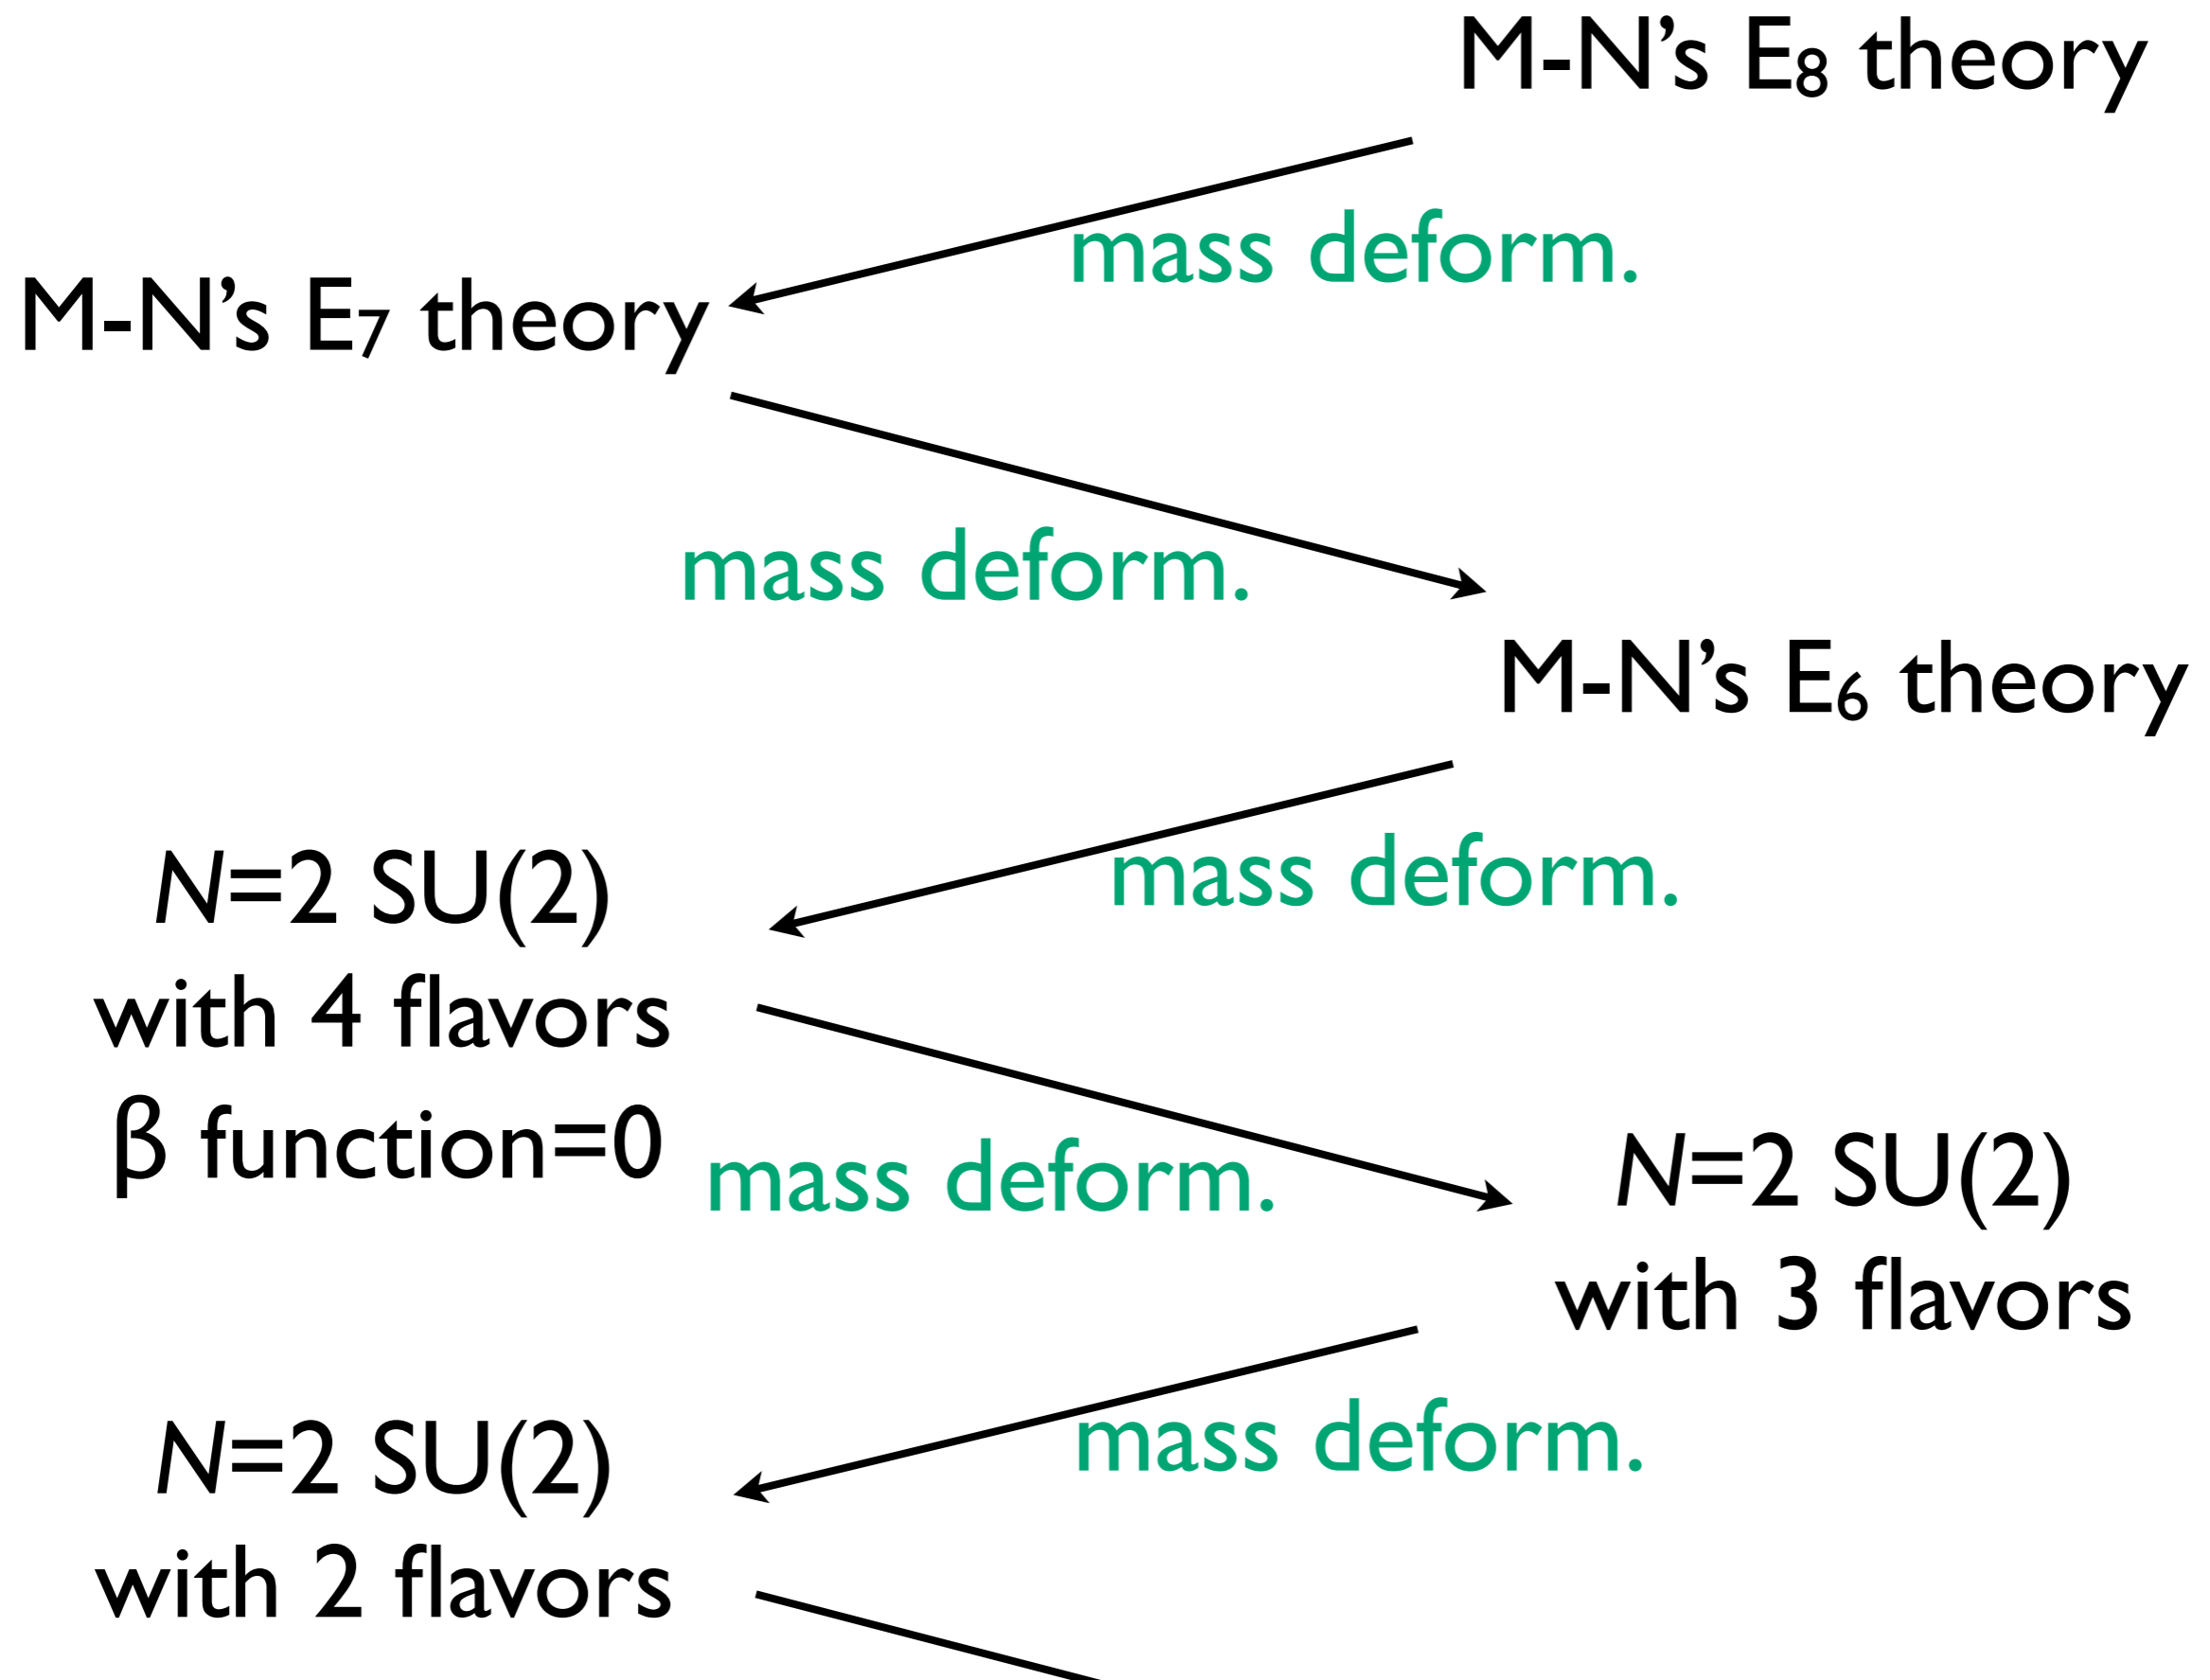 M-N's E₈ theory
mass deform.
M-N's E₇ theory
mass deform.
M-N's E₆ theory
mass deform.
N=2 SU(2)
with 4 flavors
β function=0
mass deform.
N=2 SU(2)
with 3 flavors
mass deform.
N=2 SU(2)
with 2 flavors